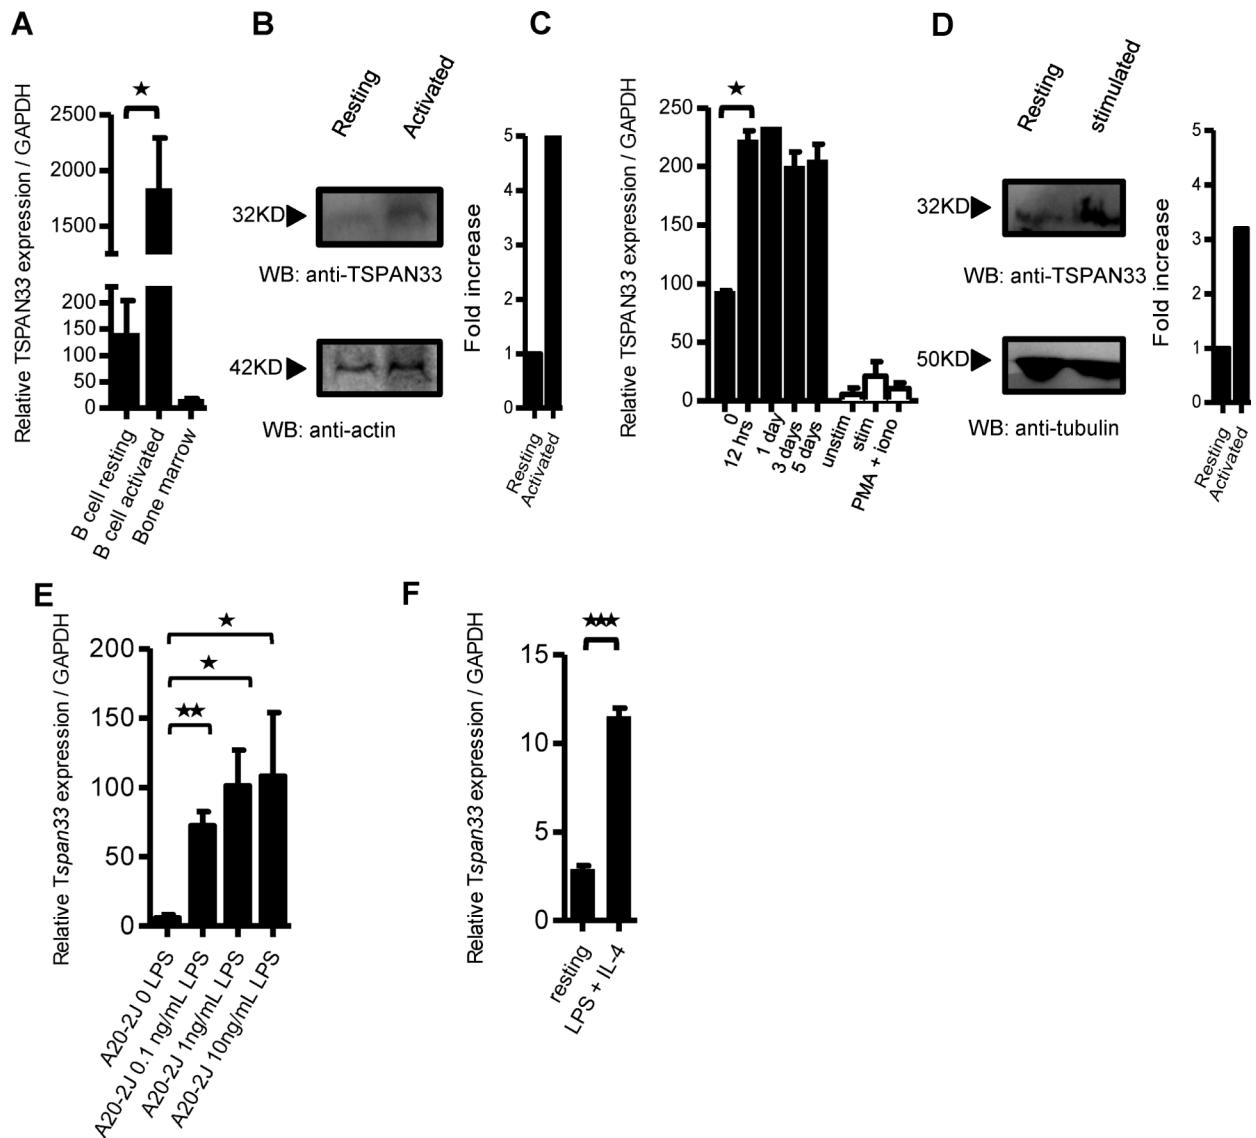 A
Relative TSPAN33 expression / GAPDH
2500
2000
1500
200
150
100
50
0
B cell resting
B cell activated
Bone marrow
B
Resting
Activated
32KD
WB: anti-TSPAN33
42KD
WB: anti-actin
Fold increase
5
4
3
2
1
0
Resting
Activated
C
Relative TSPAN33 expression / GAPDH
250
200
150
100
50
0
0
12 hrs
1 day
3 days
5 days
unstim
stim
PMA + iono
D
Resting
stimulated
32KD
WB: anti-TSPAN33
50KD
WB: anti-tubulin
Fold increase
5
4
3
2
1
0
Resting
Activated
E
Relative Tspan33 expression / GAPDH
200
150
100
50
0
A20-2J 0 LPS
A20-2J 0.1 ng/mL LPS
A20-2J 1ng/mL LPS
A20-2J 10ng/mL LPS
F
Relative Tspan33 expression / GAPDH
15
10
5
0
resting
LPS + IL-4